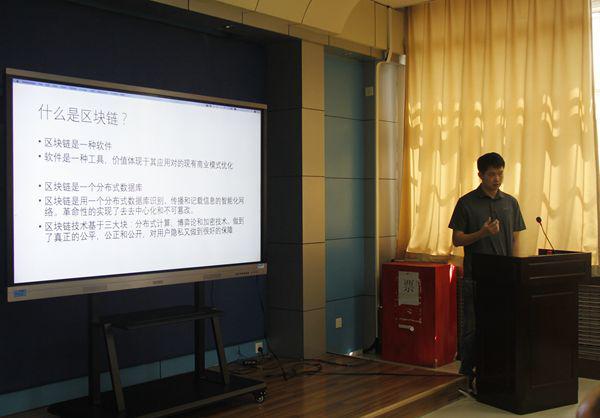 什么是区块链？
• 区块链是一种软件
• 软件是一种工具，价值体现于其应用对的现有商业模式优化
• 区块链是一个分布式数据库
• 区块链是用一个分布式数据库识别、传播和记载信息的智能化网
络。革命性的实现了去去中心化和不可篡改。
• 区块链技术基于三大块：分布式计算、博弈论和加密技术，做到
了真正的公平，公正和公开，对用户隐私又做到很好的保障
票